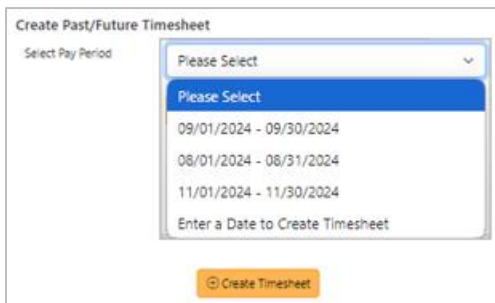 Create Past/Future Timesheet
Select Pay Period
Please Select
Please Select
09/01/2024 - 09/30/2024
08/01/2024 - 08/31/2024
11/01/2024 - 11/30/2024
Enter a Date to Create Timesheet
Create Timesheet